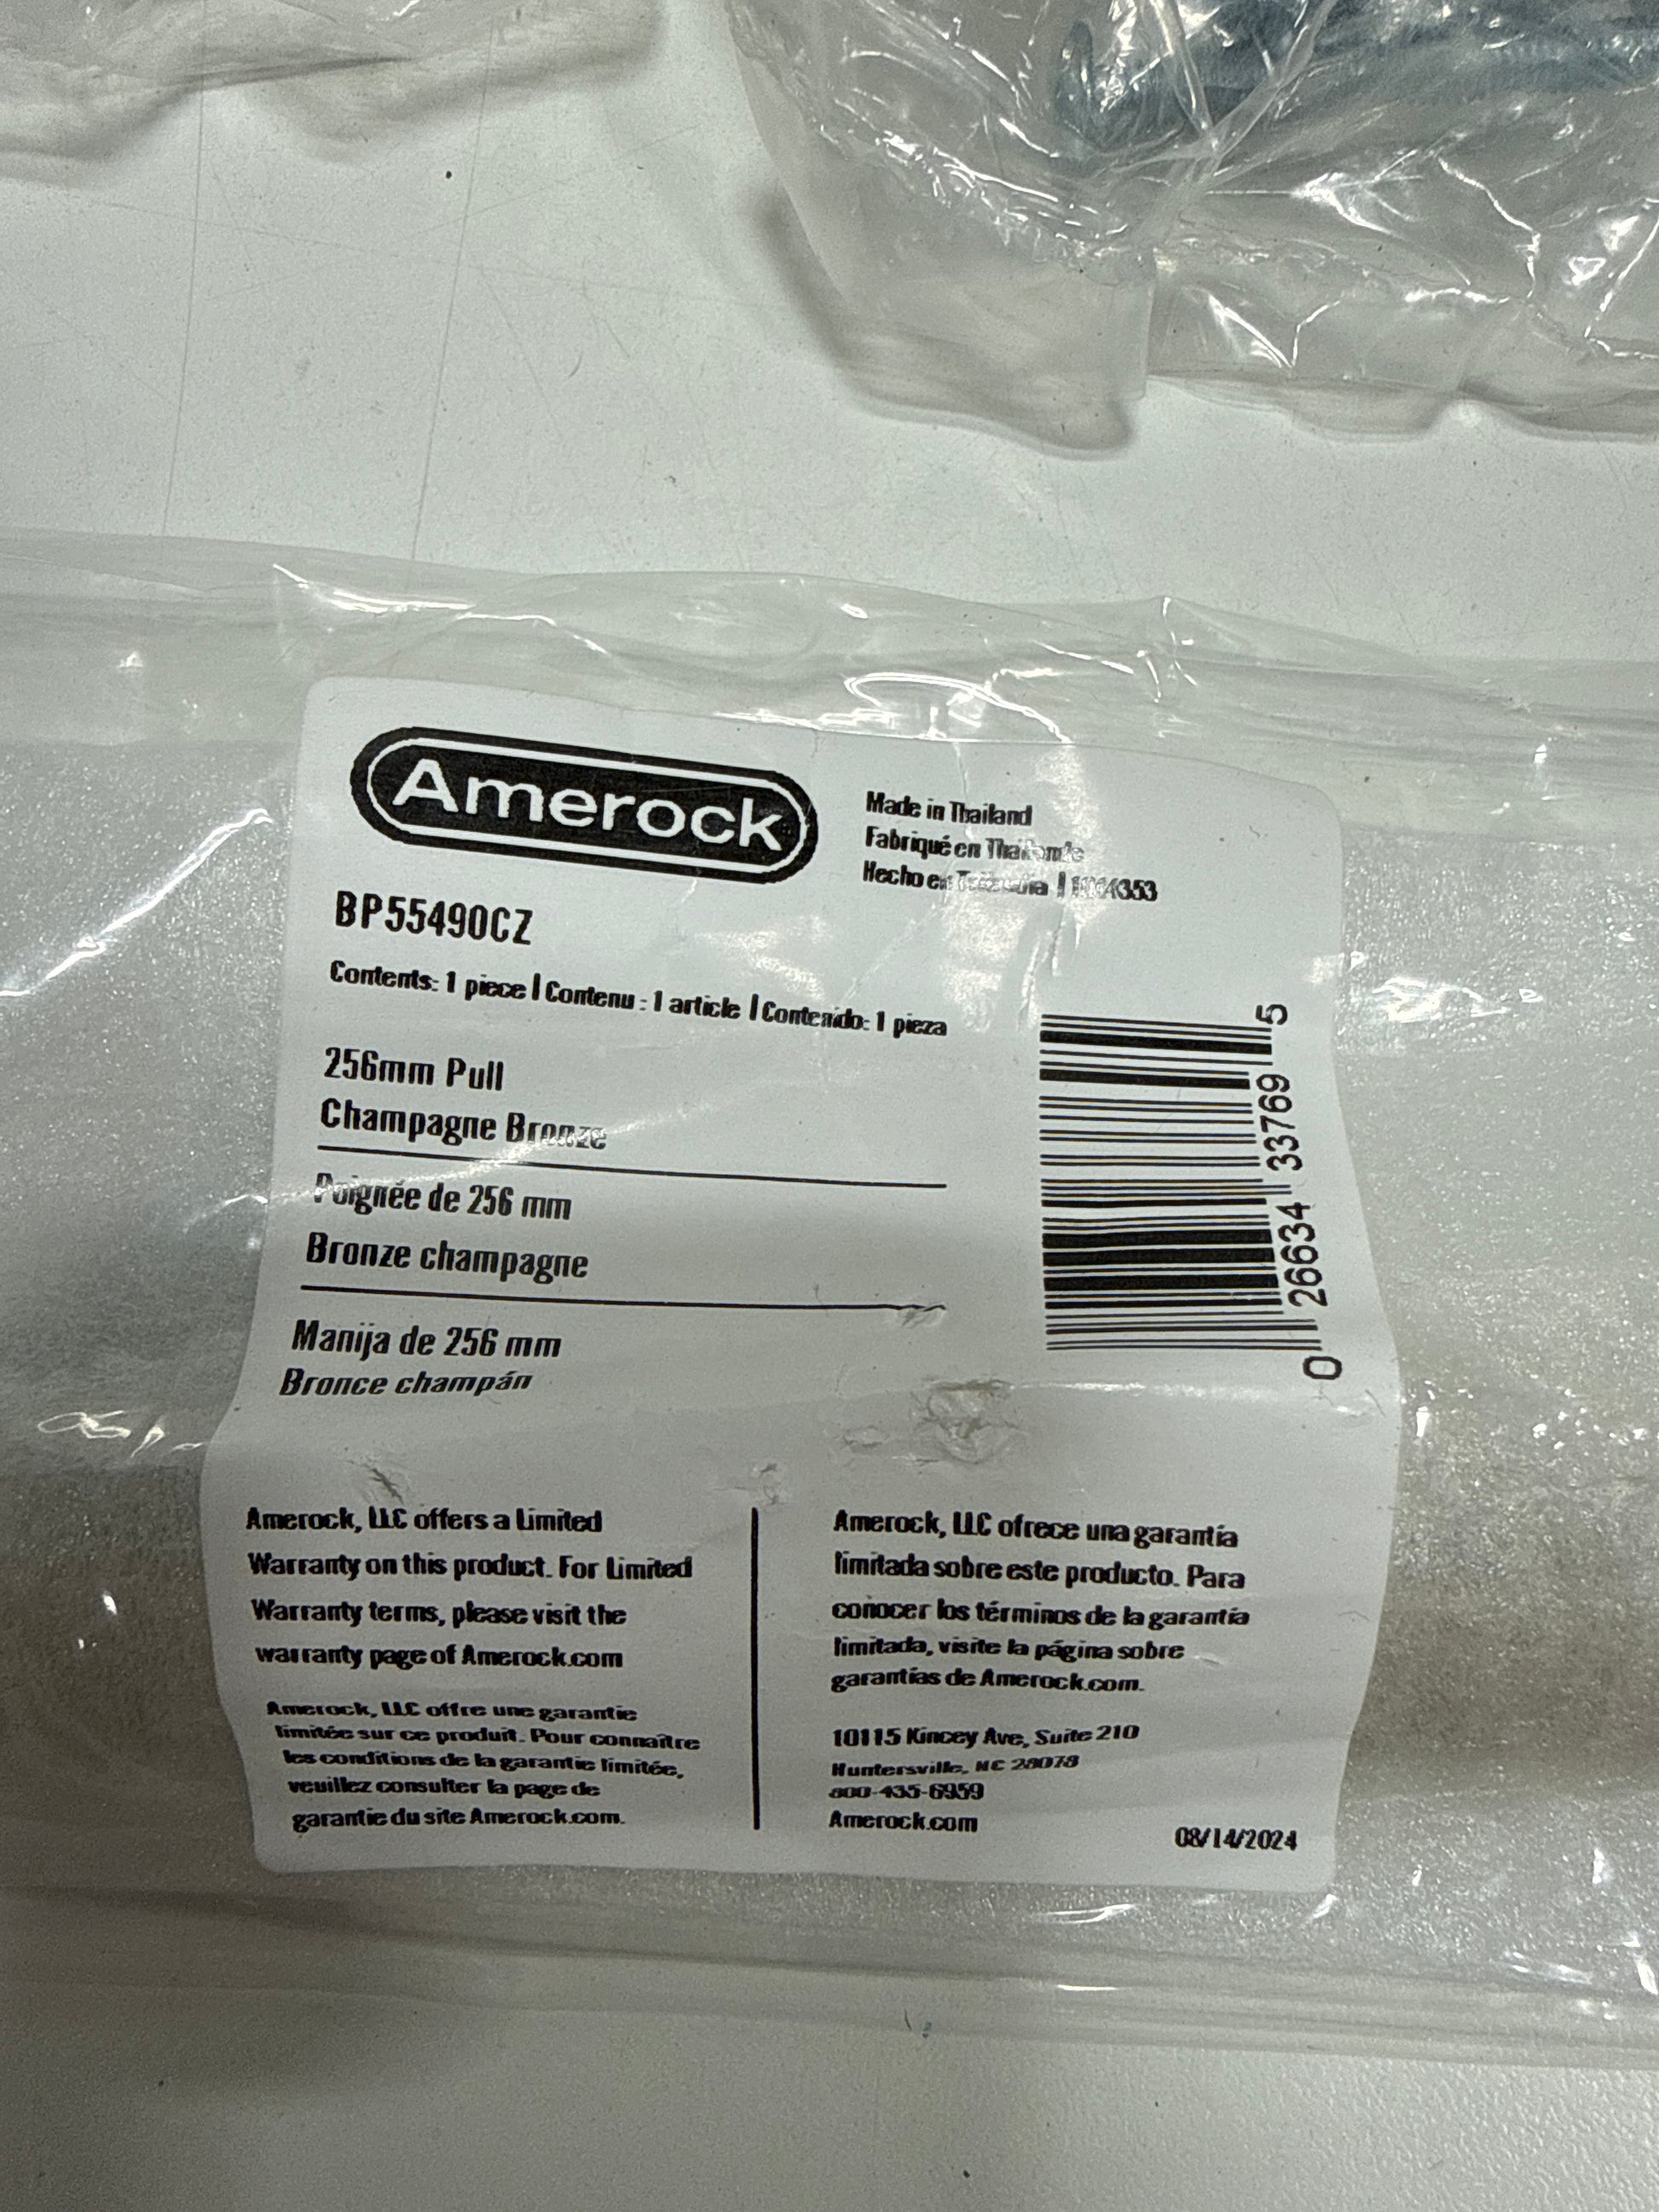 Amerock
Made in Thailand
Fabriqué en Thaïlande
Hecho en
BP55490CZ
Contents: 1 piece | Contenu : 1 article | Contenido: 1 pieza
256mm Pull
Champagne Bronze
Poignée de 256 mm
Bronze champagne
Manija de 256 mm
Bronce champán
0 26634 33769 5
Amerock, LLC offers a Limited
Warranty on this product. For Limited
Warranty terms, please visit the
warranty page of Amerock.com
Amerock, LLC offre une garantie
limitée sur ce produit. Pour connaître
les conditions de la garantie limitée,
veuillez consulter la page de
garantie du site Amerock.com.
Amerock, LLC ofrece una garantía
limitada sobre este producto. Para
conocer los términos de la garantía
limitada, visite la página sobre
garantías de Amerock.com.
10115 Kincey Ave, Suite 210
Huntersville, NC 28078
800-435-6959
Amerock.com
08/14/2024